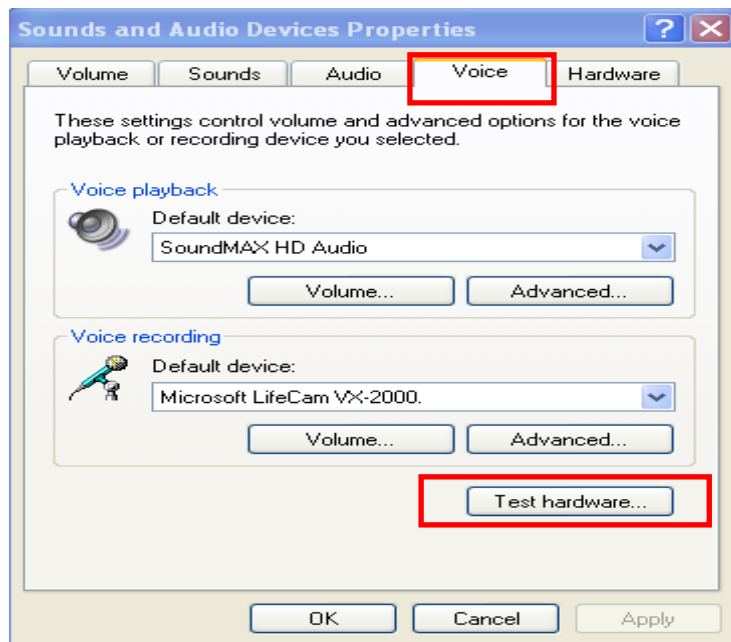 Sounds and Audio Devices Properties
?
Volume Sounds Audio Voice Hardware
These settings control volume and advanced options for the voice
playback or recording device you selected.
Voice playback
Default device:
SoundMAX HD Audio
Volume... Advanced...
Voice recording
Default device:
Microsoft LifeCam VX-2000.
Volume... Advanced...
Test hardware...
OK Cancel Apply